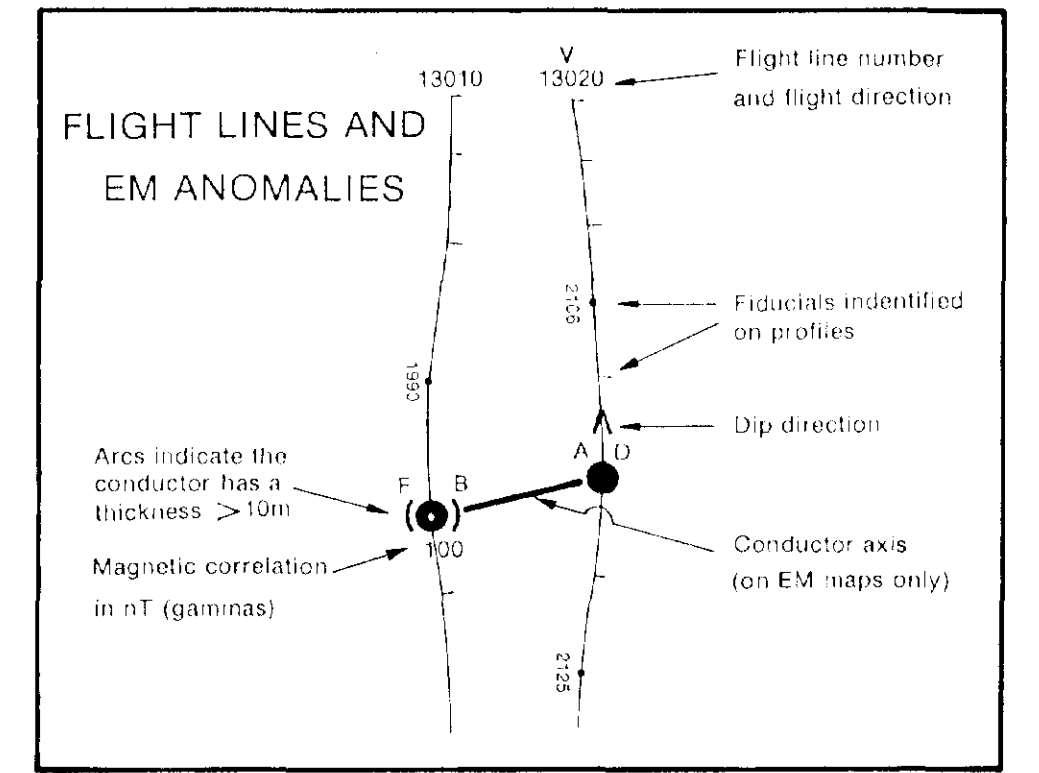 V
13010
13020
FLIGHT LINES AND
EM ANOMALIES
Flight line number
and flight direction
2106
Fiducials indentified
on profiles
1990
Dip direction
A D
Arcs indicate the
conductor has a
thickness >10m
F B
100
Magnetic correlation
in nT (gammas)
Conductor axis
(on EM maps only)
2125